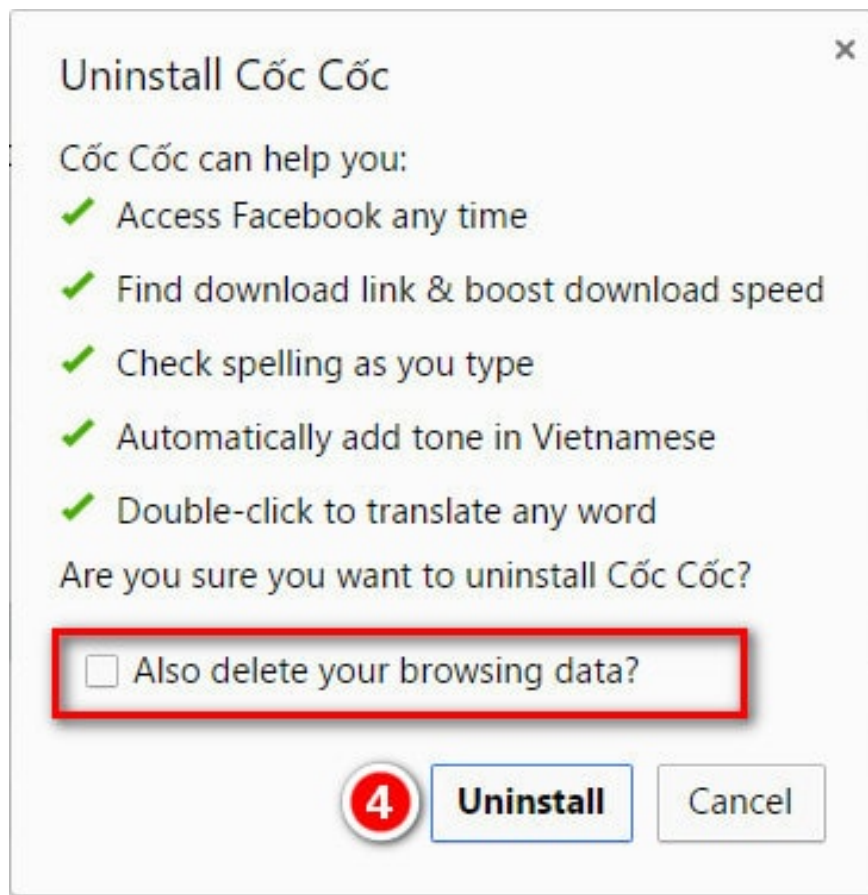 Uninstall Cốc Cốc
Cốc Cốc can help you:
Access Facebook any time
Find download link & boost download speed
Check spelling as you type
Automatically add tone in Vietnamese
Double-click to translate any word
Are you sure you want to uninstall Cốc Cốc?
Also delete your browsing data?
4 Uninstall Cancel